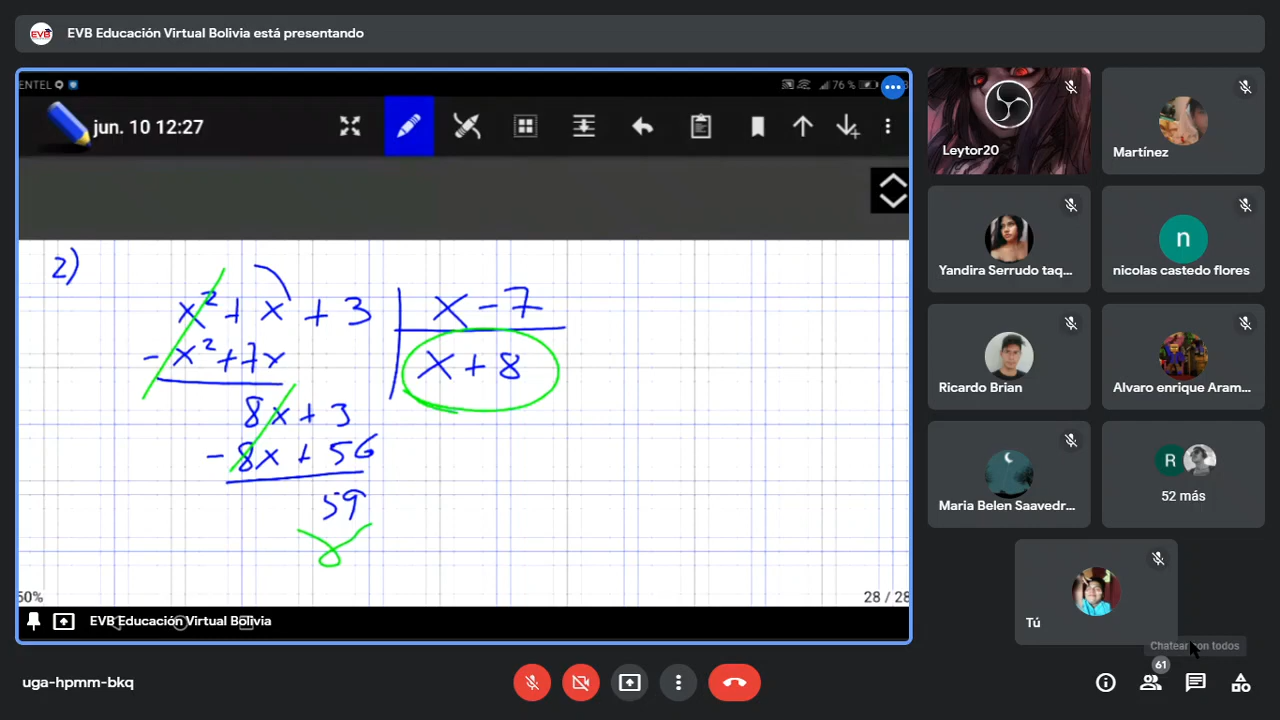 EVB
EVB Educación Virtual Bolivia está presentando
ENTEL
76 %
jun. 10 12:27
2)
x² + x + 3 | x - 7
- x² + 7x
x + 8
8x + 3
- 8x + 56
59
50%
28 / 28
EVB Educación Virtual Bolivia
Leytor20
Martínez
Yandira Serrudo taq...
n
nicolas castedo flores
Ricardo Brian
Alvaro enrique Aram...
Maria Belen Saavedr...
R
52 más
Tú
Chatear con todos
61
uga-hpmm-bkq